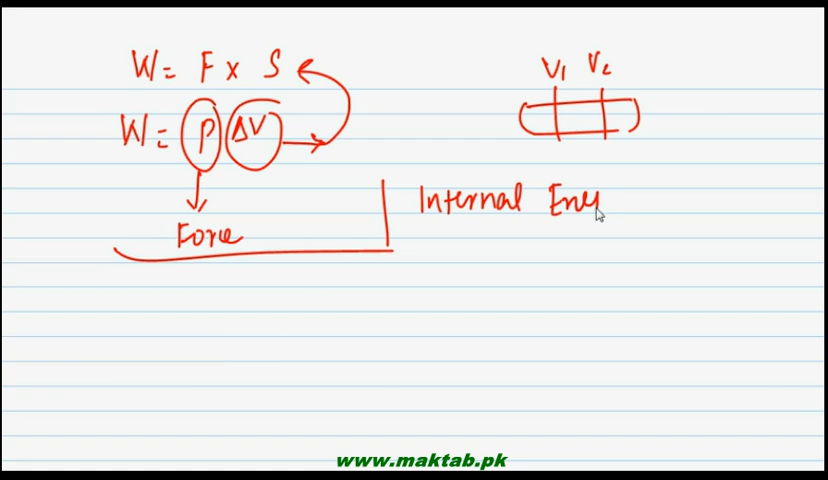 W= F x S
V1 V2
W= P ΔV
Internal Ene
Force
www.maktab.pk